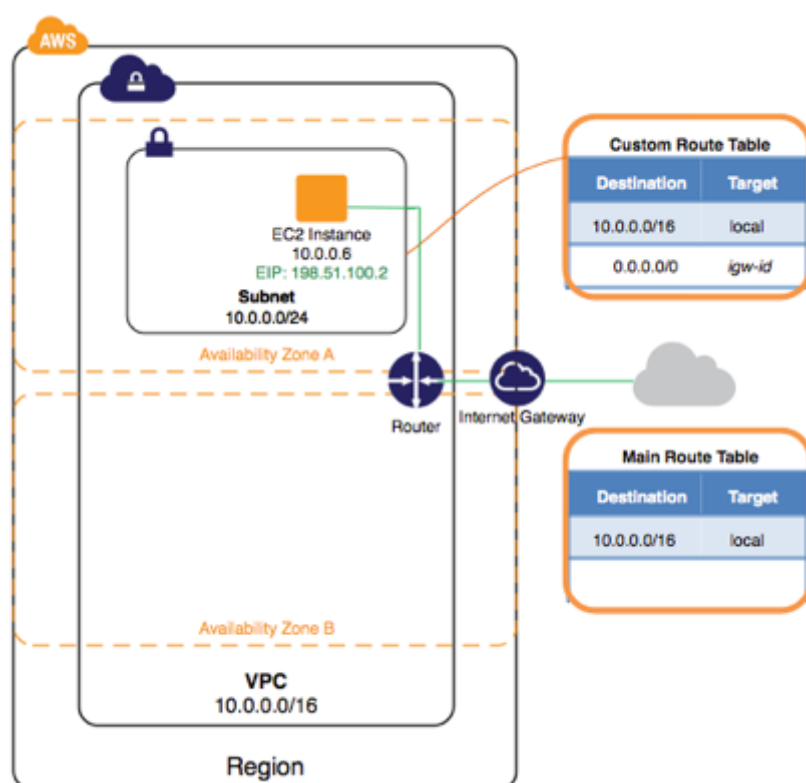 AWS
EC2 Instance
10.0.0.6
EIP: 198.51.100.2
Subnet
10.0.0.0/24
Availability Zone A
Router
Internet Gateway
Availability Zone B
VPC
10.0.0.0/16
Region
Custom Route Table
Destination Target
10.0.0.0/16 local
0.0.0.0/0 igw-id
Main Route Table
Destination Target
10.0.0.0/16 local